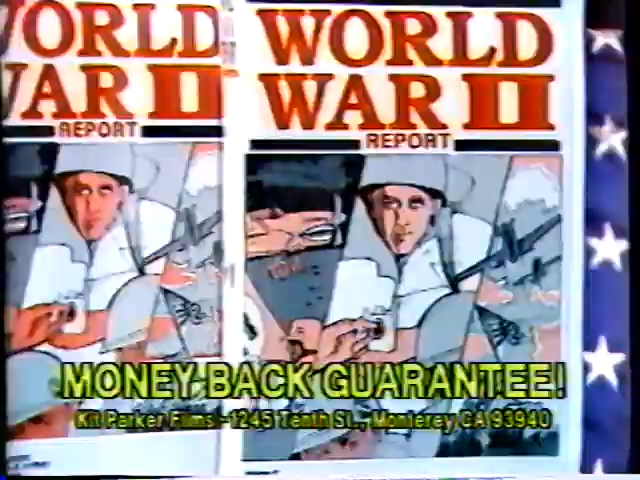 WORLD
WAR II
REPORT
WORLD
WAR II
REPORT
MONEY-BACK GUARANTEE!
Kit Parker Films-1245 Tenth St., Monterey CA 93940